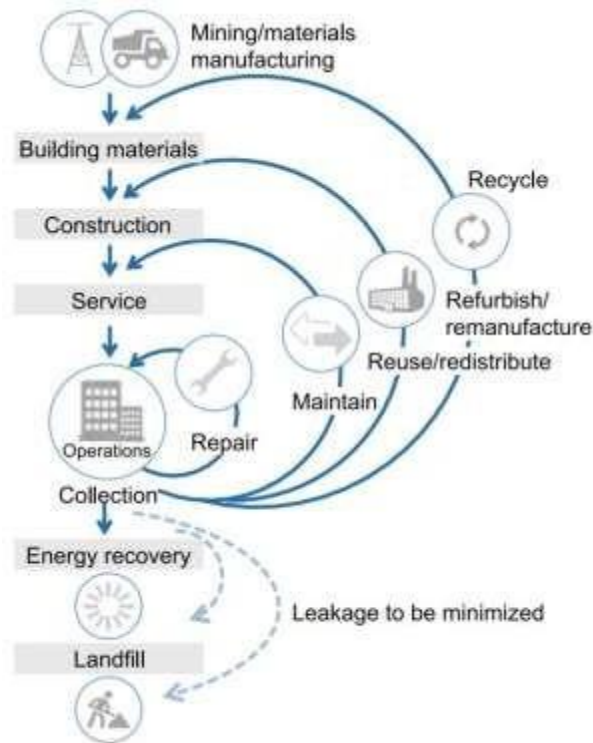 Mining/materials
manufacturing
Building materials
Recycle
Construction
Service
Refurbish/
remanufacture
Reuse/redistribute
Maintain
Repair
Operations
Collection
Energy recovery
Leakage to be minimized
Landfill